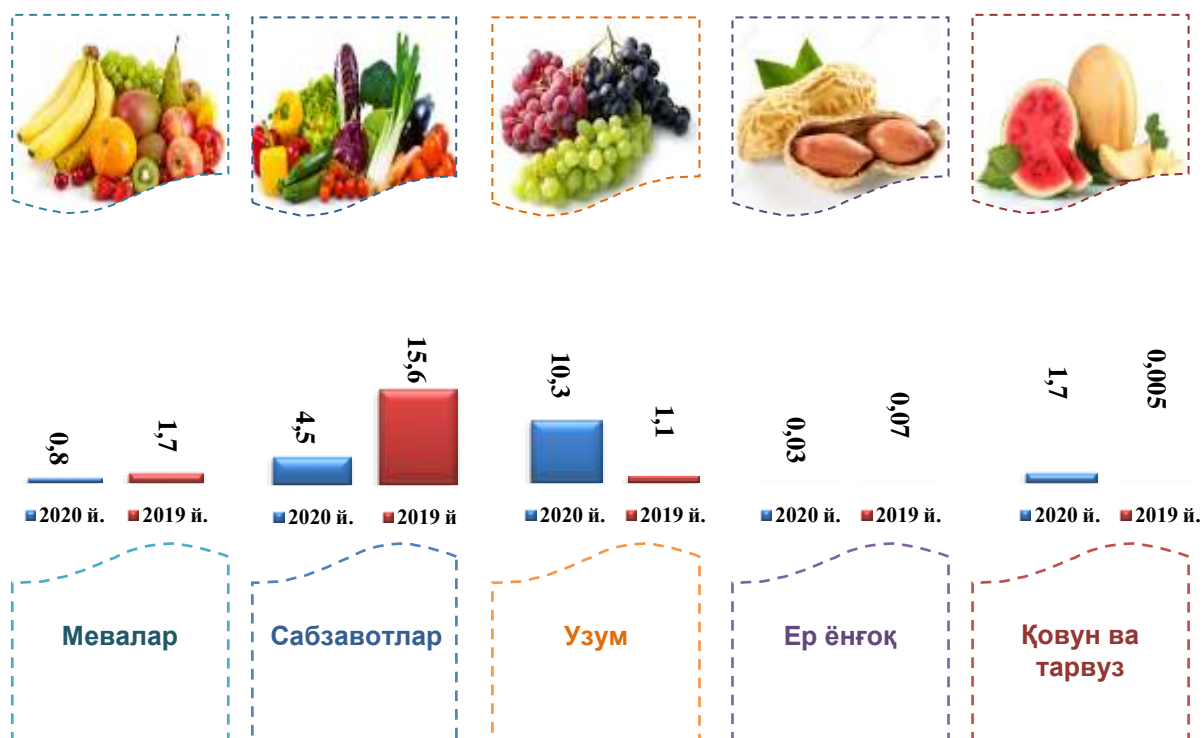 0,8
1,7
4,5
15,6
10,3
1,1
0,03
0,07
1,7
0,005
2020 й. 2019 й.
2020 й. 2019 й
2020 й. 2019 й.
2020 й. 2019 й.
2020 й. 2019 й.
Мевалар
Сабзавотлар
Узум
Ер ёнғоқ
Қовун ва
тарвуз